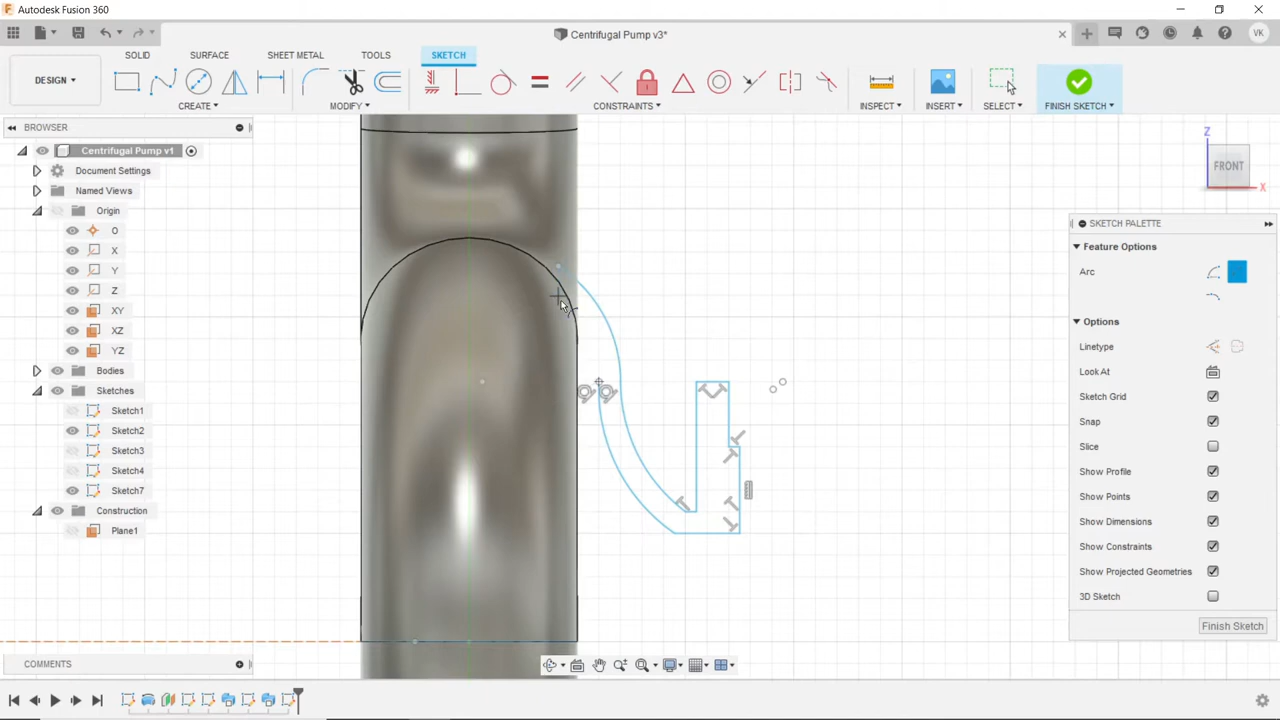 Autodesk Fusion 360
Centrifugal Pump v3*
VK
SOLID
SURFACE
SHEET METAL
TOOLS
SKETCH
DESIGN
CREATE
MODIFY
CONSTRAINTS
INSPECT
INSERT
SELECT
FINISH SKETCH
BROWSER
Centrifugal Pump v1
Document Settings
Named Views
Origin
O
X
Y
Z
XY
XZ
YZ
Bodies
Sketches
Sketch1
Sketch2
Sketch3
Sketch4
Sketch7
Construction
Plane1
COMMENTS
Z
FRONT
X
SKETCH PALETTE
Feature Options
Arc
Options
Linetype
Look At
Sketch Grid
Snap
Slice
Show Profile
Show Points
Show Dimensions
Show Constraints
Show Projected Geometries
3D Sketch
Finish Sketch